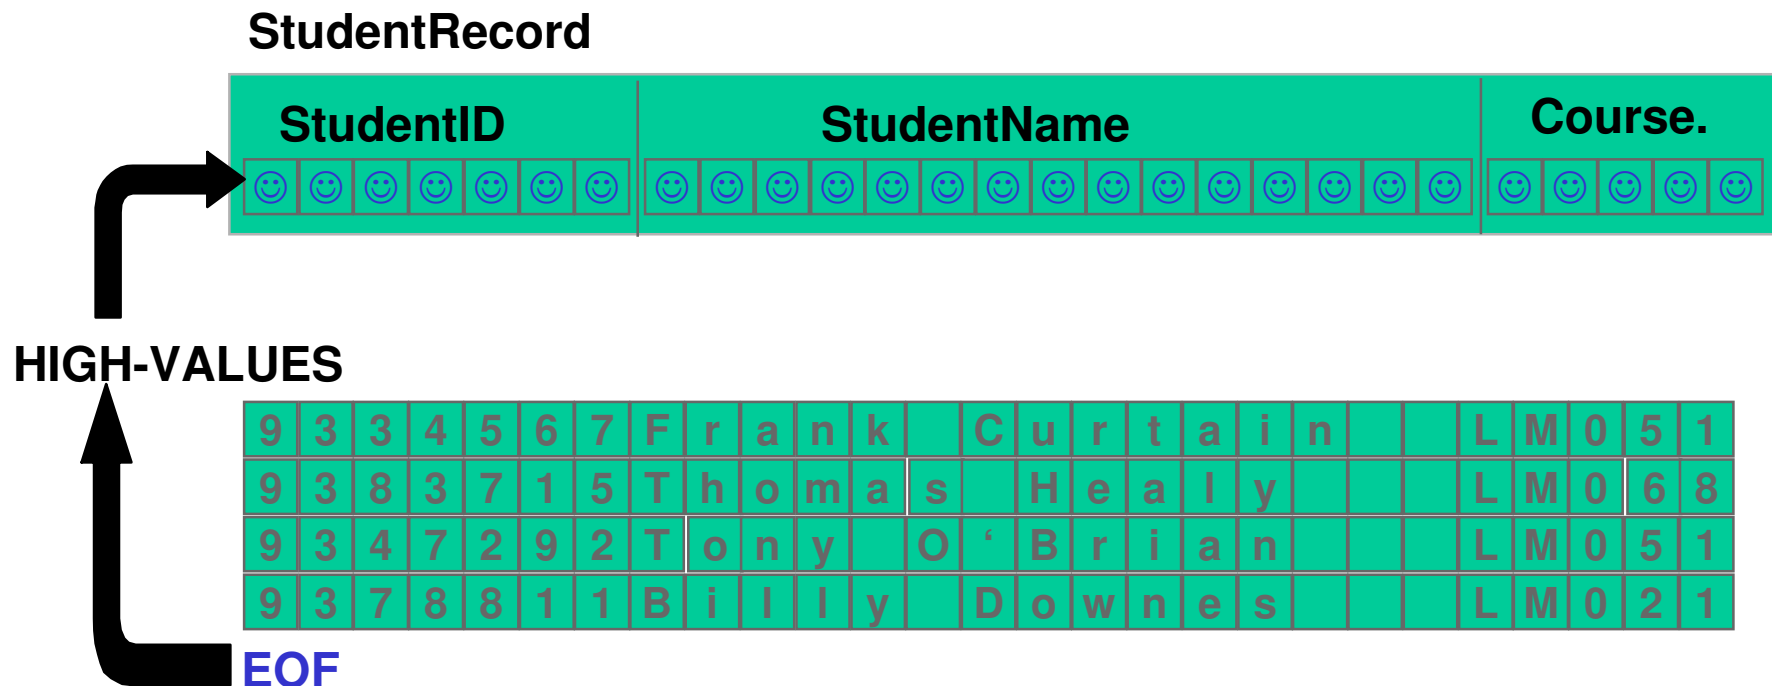 StudentRecord
StudentID StudentName Course.
☺☺☺☺☺☺☺ ☺☺☺☺☺☺☺☺☺☺☺☺☺☺☺ ☺☺☺☺☺
HIGH-VALUES
9334567Frank Curtain  LM051
9383715Thomas Healy   LM068
9347292Tony O‘Brian   LM051
9378811Billy Downes   LM021
EOF